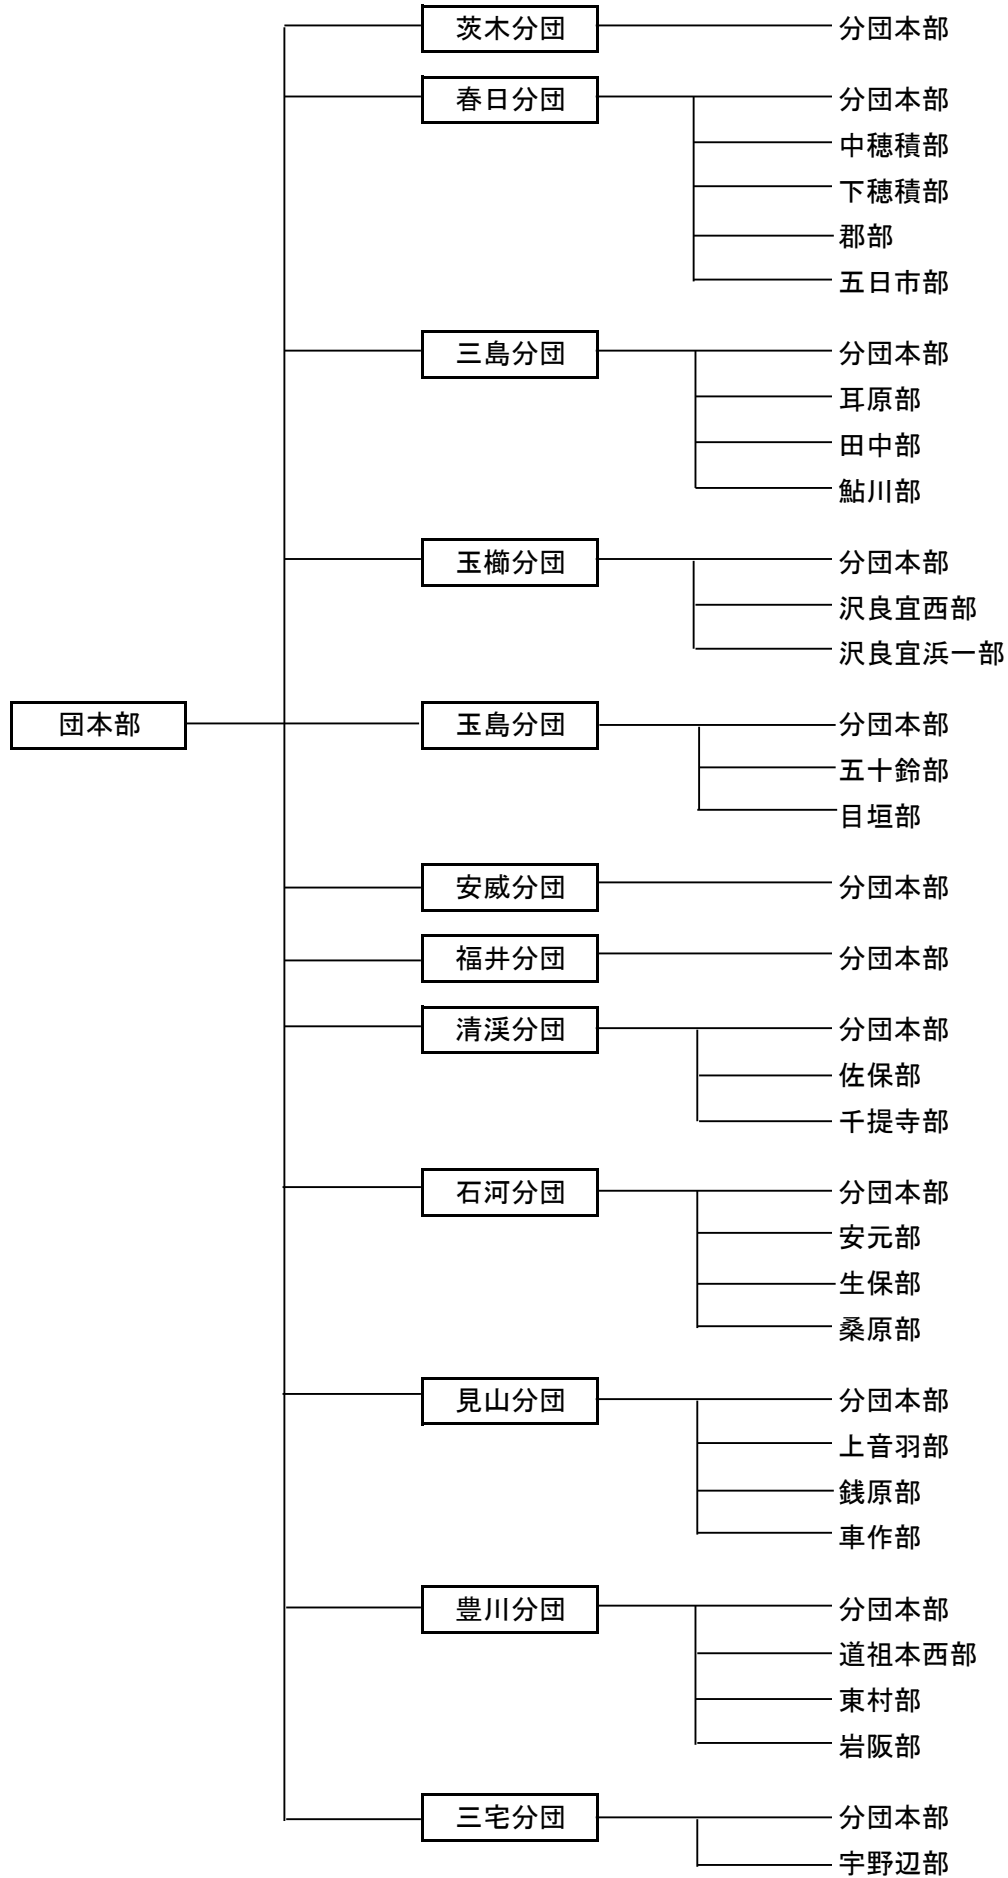 茨木分団 分団本部
春日分団 分団本部
中穂積部
下穂積部
郡部
五日市部
三島分団 分団本部
耳原部
田中部
鮎川部
玉櫛分団 分団本部
沢良宜西部
沢良宜浜一部
団本部 玉島分団 分団本部
五十鈴部
目垣部
安威分団 分団本部
福井分団 分団本部
清渓分団 分団本部
佐保部
千提寺部
石河分団 分団本部
安元部
生保部
桑原部
見山分団 分団本部
上音羽部
銭原部
車作部
豊川分団 分団本部
道祖本西部
東村部
岩阪部
三宅分団 分団本部
宇野辺部